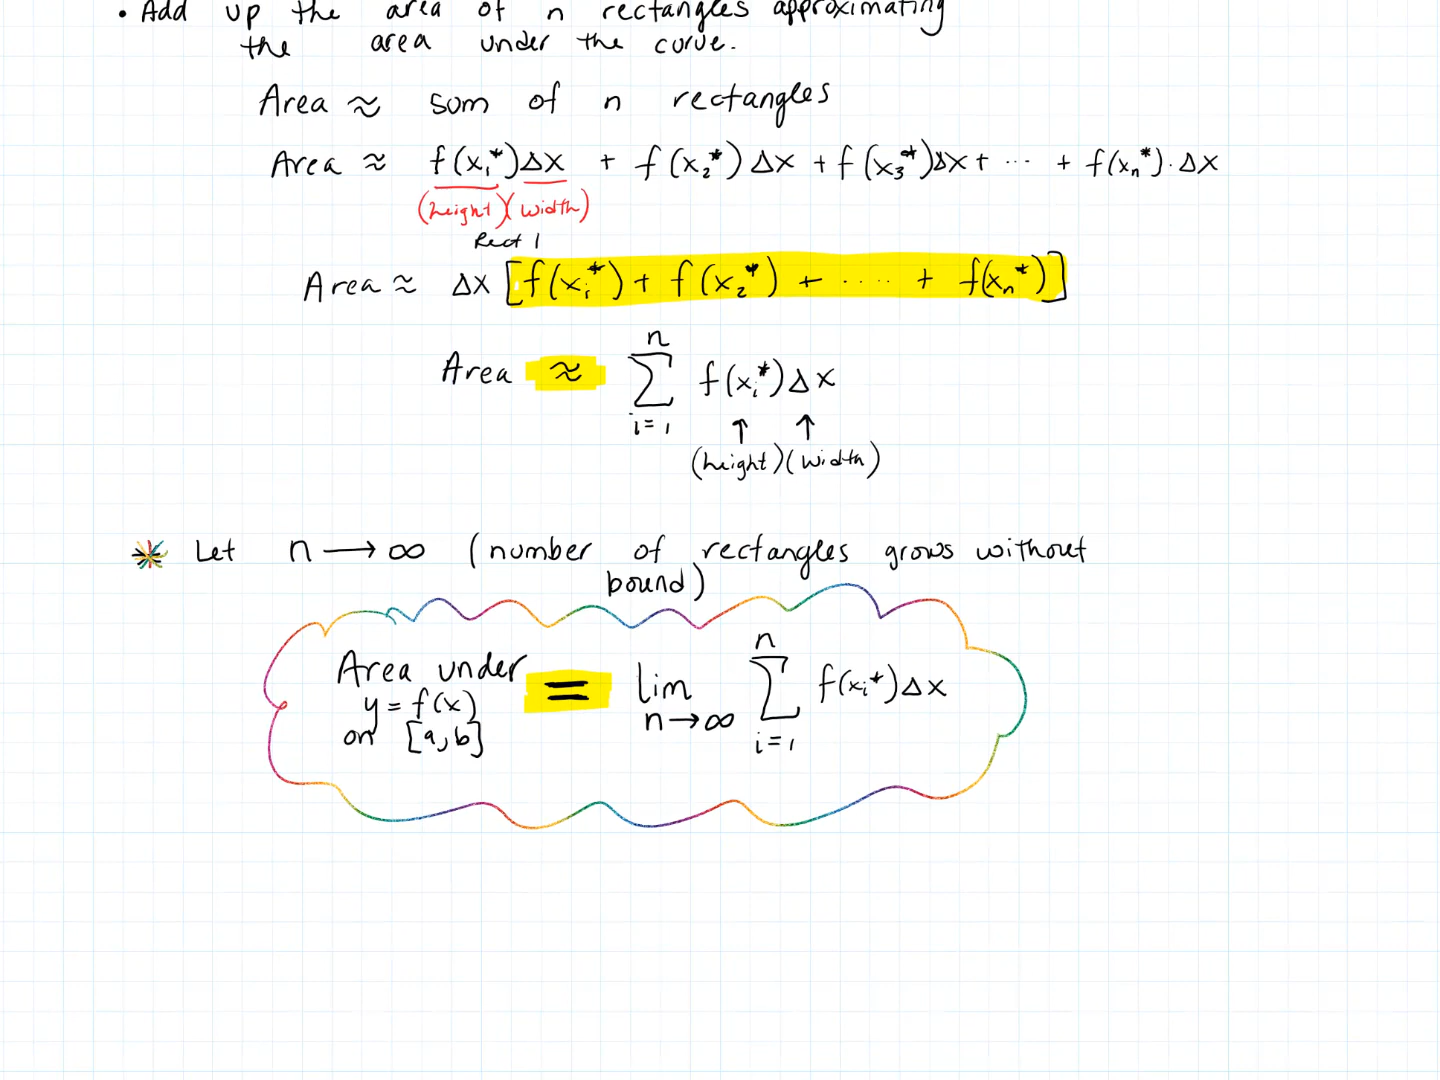 • Add up the area of n rectangles approximating
the area under the curve.
Area ≈ sum of n rectangles
Area ≈ f(x₁*)Δx + f(x₂*)Δx + f(x₃*)Δx + ⋯ + f(xₙ*)·Δx
(height)(width)
Rect 1
Area ≈ Δx [f(x₁*) + f(x₂*) + ⋯⋯ + f(xₙ*)]
n
Area ≈ ∑ f(xᵢ*)Δx
i=1 ↑ ↑
(height)(width)
✳ Let n → ∞ (number of rectangles grows without
bound)
n
Area under = lim ∑ f(xᵢ*)Δx
y = f(x) n→∞
on [a,b] i=1